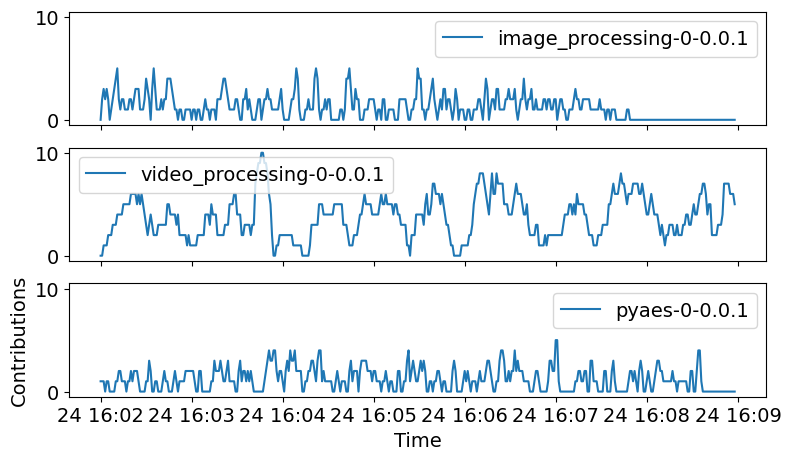 10
image_processing-0-0.0.1
0
10
video_processing-0-0.0.1
0
10
pyaes-0-0.0.1
Contributions
0
24 16:02 24 16:03 24 16:04 24 16:05 24 16:06 24 16:07 24 16:08 24 16:09
Time